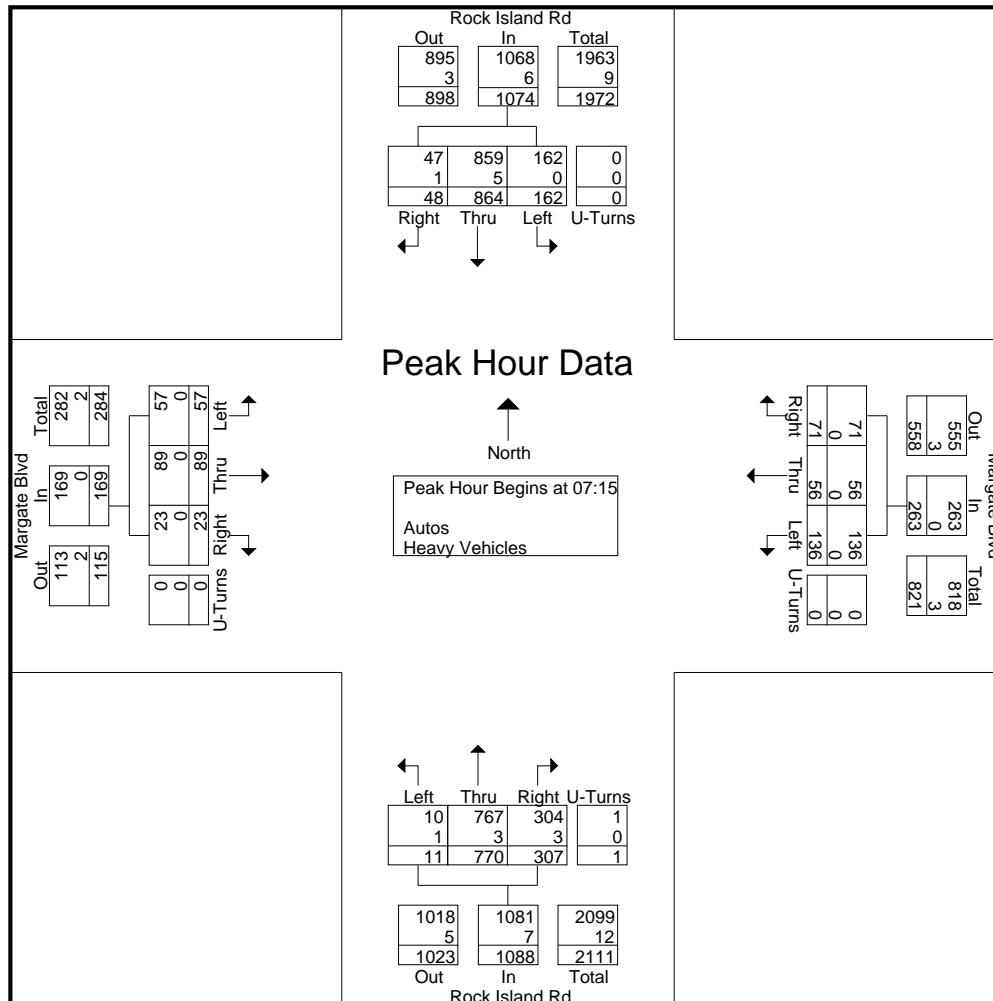 Rock Island Rd
Out In Total
895 1068 1963
3 6 9
898 1074 1972
47 859 162 0
1 5 0 0
48 864 162 0
Right Thru Left U-Turns
Peak Hour Data
North
Peak Hour Begins at 07:15
Autos
Heavy Vehicles
Margate Blvd
Out In Total
113 169 282
2 0 2
115 169 284
57 89 23 0
0 0 0 0
57 89 23 0
Left Thru Right U-Turns
Margate Blvd
Out In Total
555 263 818
3 0 3
558 263 821
71 56 136 0
0 0 0 0
71 56 136 0
Right Thru Left U-Turns
Left Thru Right U-Turns
10 767 304 1
1 3 3 0
11 770 307 1
1018 1081 2099
5 7 12
1023 1088 2111
Out In Total
Rock Island Rd